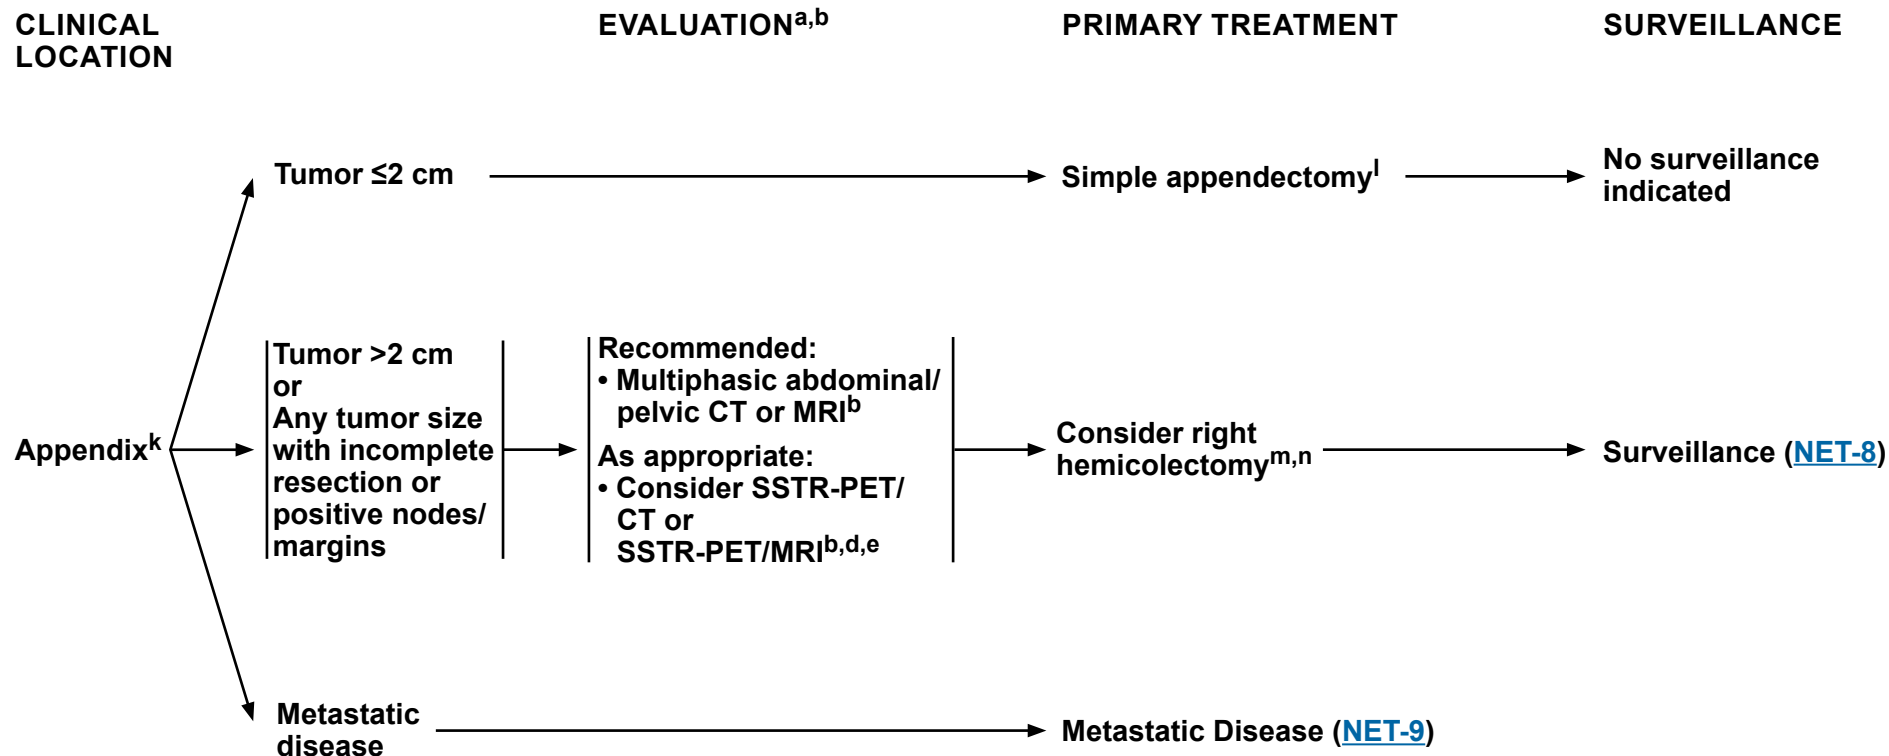 CLINICAL
LOCATION
EVALUATIONa,b
PRIMARY TREATMENT
SURVEILLANCE
Tumor ≤2 cm
Simple appendectomyl
No surveillance
indicated
Appendixk
Tumor >2 cm
or
Any tumor size
with incomplete
resection or
positive nodes/
margins
Recommended:
• Multiphasic abdominal/
pelvic CT or MRIb
As appropriate:
• Consider SSTR-PET/
CT or
SSTR-PET/MRIb,d,e
Consider right
hemicolectomym,n
Surveillance (NET-8)
Metastatic
disease
Metastatic Disease (NET-9)